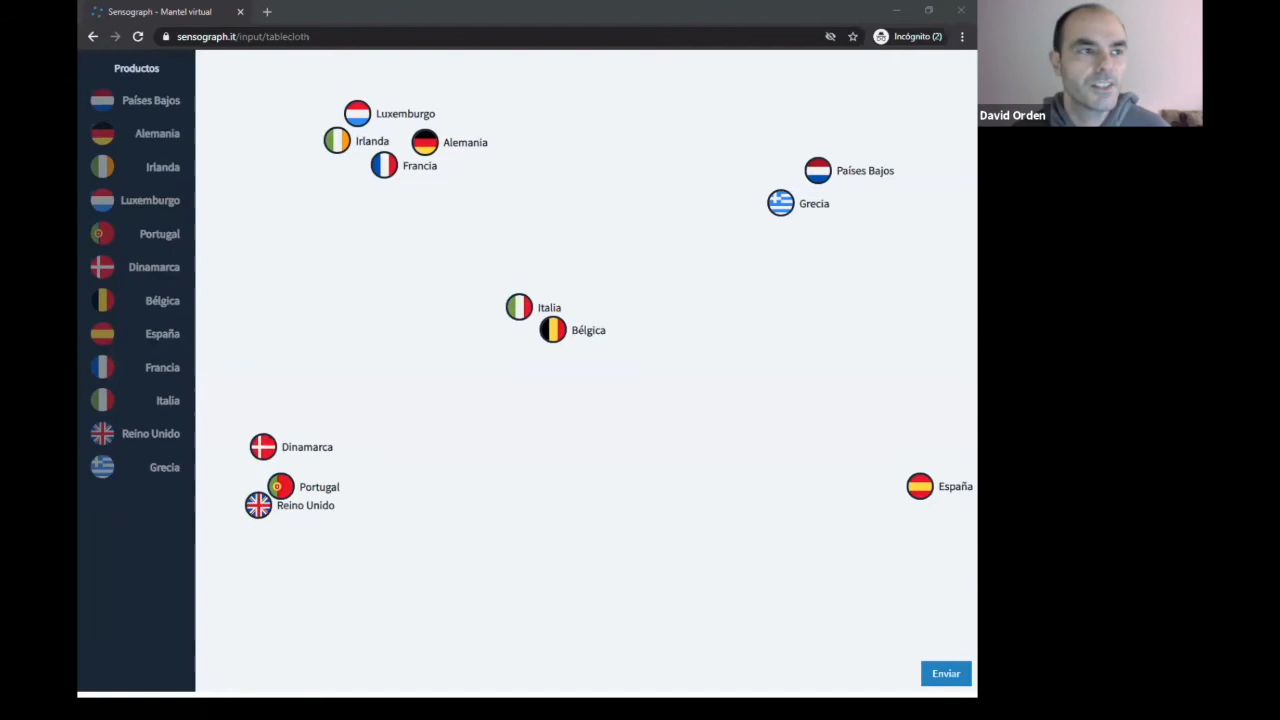 Sensograph - Mantel virtual
sensograph.it/input/tablecloth
Incógnito (2)
David Orden
Productos
Países Bajos
Alemania
Irlanda
Luxemburgo
Portugal
Dinamarca
Bélgica
España
Francia
Italia
Reino Unido
Grecia
Luxemburgo
Irlanda
Alemania
Francia
Países Bajos
Grecia
Italia
Bélgica
Dinamarca
Portugal
Reino Unido
España
Enviar